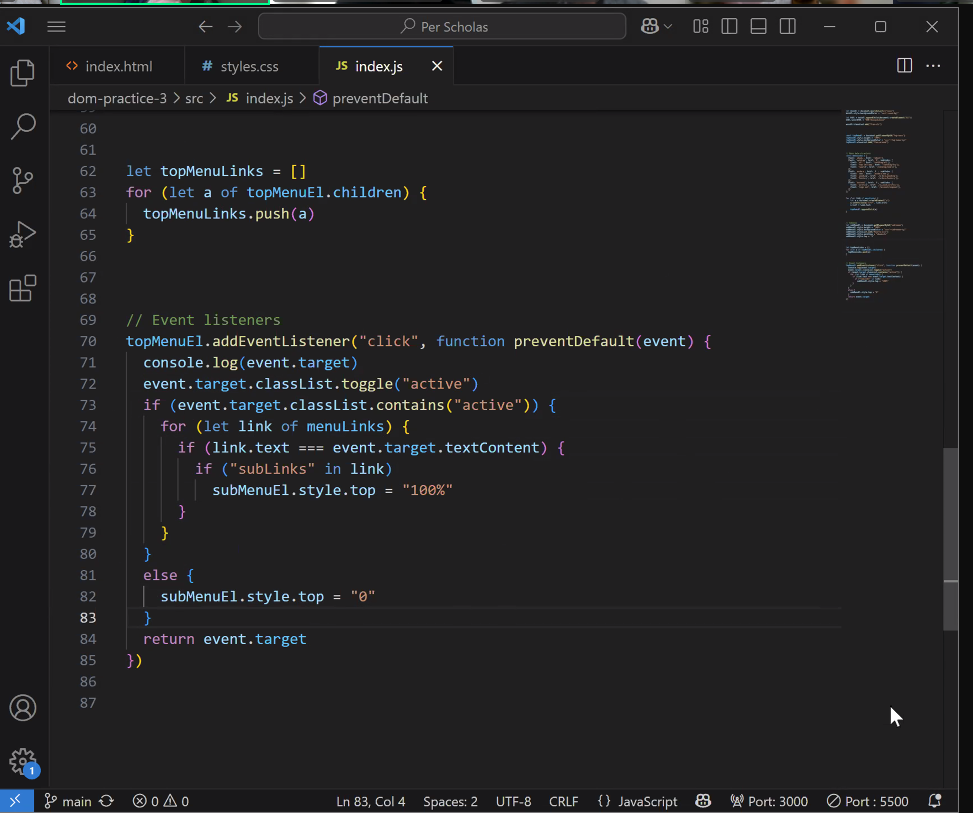 Per Scholas
<> index.html # styles.css JS index.js
dom-practice-3 > src > JS index.js > preventDefault
60
61
62 let topMenuLinks = []
63 for (let a of topMenuEl.children) {
64 topMenuLinks.push(a)
65 }
66
67
68
69 // Event listeners
70 topMenuEl.addEventListener("click", function preventDefault(event) {
71 console.log(event.target)
72 event.target.classList.toggle("active")
73 if (event.target.classList.contains("active")) {
74 for (let link of menuLinks) {
75 if (link.text === event.target.textContent) {
76 if ("subLinks" in link)
77 subMenuEl.style.top = "100%"
78 }
79 }
80 }
81 else {
82 subMenuEl.style.top = "0"
83 }
84 return event.target
85 })
86
87
1
main 0 0 Ln 83, Col 4 Spaces: 2 UTF-8 CRLF {} JavaScript Port: 3000 Port : 5500